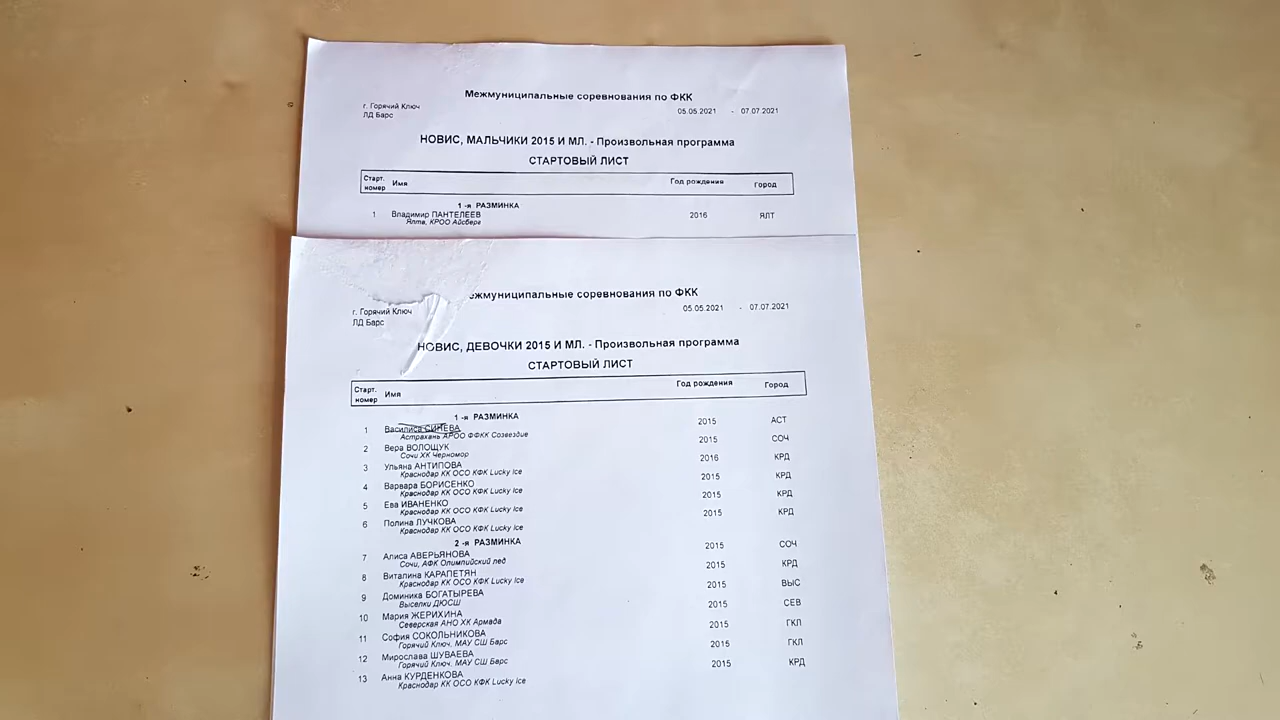 Межмуниципальные соревнования по ФКК
г. Горячий Ключ 05.05.2021 - 07.07.2021
ЛД Барс
НОВИС, МАЛЬЧИКИ 2015 И МЛ. - Произвольная программа
СТАРТОВЫЙ ЛИСТ
Старт. номер Имя Год рождения Город
1 -я РАЗМИНКА
1 Владимир ПАНТЕЛЕЕВ 2016 ЯЛТ
Ялта, КРОО Айсберг
ежмуниципальные соревнования по ФКК
г. Горячий Ключ 05.05.2021 - 07.07.2021
ЛД Барс
НОВИС, ДЕВОЧКИ 2015 И МЛ. - Произвольная программа
СТАРТОВЫЙ ЛИСТ
Старт. номер Имя Год рождения Город
1 -я РАЗМИНКА
1 Василиса СИНЕВА 2015 АСТ
Астрахань АРОО ФФКК Созвездие
2 Вера ВОЛОЩУК 2015 СОЧ
Сочи ХК Черномор
3 Ульяна АНТИПОВА 2016 КРД
Краснодар КК ОСО КФК Lucky Ice
4 Варвара БОРИСЕНКО 2015 КРД
Краснодар КК ОСО КФК Lucky Ice
5 Ева ИВАНЕНКО 2015 КРД
Краснодар КК ОСО КФК Lucky Ice
6 Полина ЛУЧКОВА 2015 КРД
Краснодар КК ОСО КФК Lucky Ice
2 -я РАЗМИНКА
7 Алиса АВЕРЬЯНОВА 2015 СОЧ
Сочи, АФК Олимпийский лед
8 Виталина КАРАПЕТЯН 2015 КРД
Краснодар КК ОСО КФК Lucky Ice
9 Доминика БОГАТЫРЕВА 2015 ВЫС
Выселки ДЮСШ
10 Мария ЖЕРИХИНА 2015 СЕВ
Северская АНО ХК Армада
11 София СОКОЛЬНИКОВА 2015 ГКЛ
Горячий Ключ, МАУ СШ Барс
12 Мирослава ШУВАЕВА 2015 ГКЛ
Горячий Ключ, МАУ СШ Барс
13 Анна КУРДЕНКОВА 2015 КРД
Краснодар КК ОСО КФК Lucky Ice